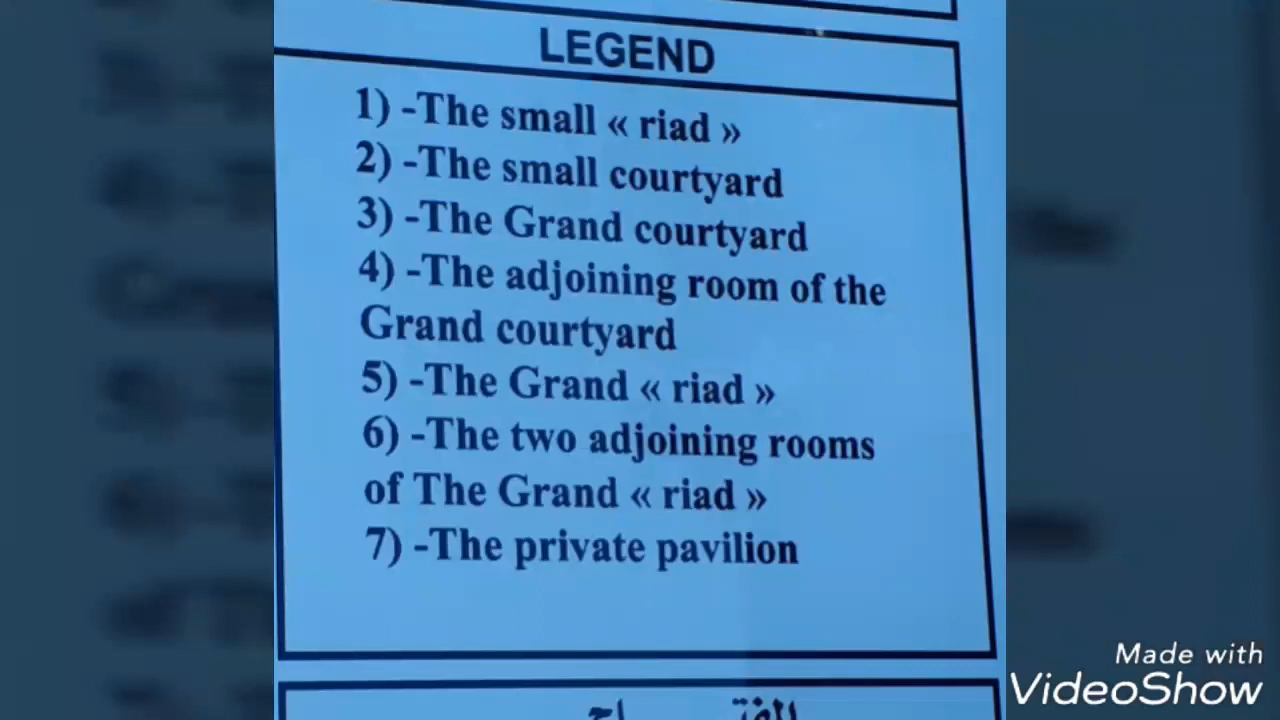 LEGEND
1) -The small « riad »
2) -The small courtyard
3) -The Grand courtyard
4) -The adjoining room of the
Grand courtyard
5) -The Grand « riad »
6) -The two adjoining rooms
of The Grand « riad »
7) -The private pavilion
Made with
VideoShow